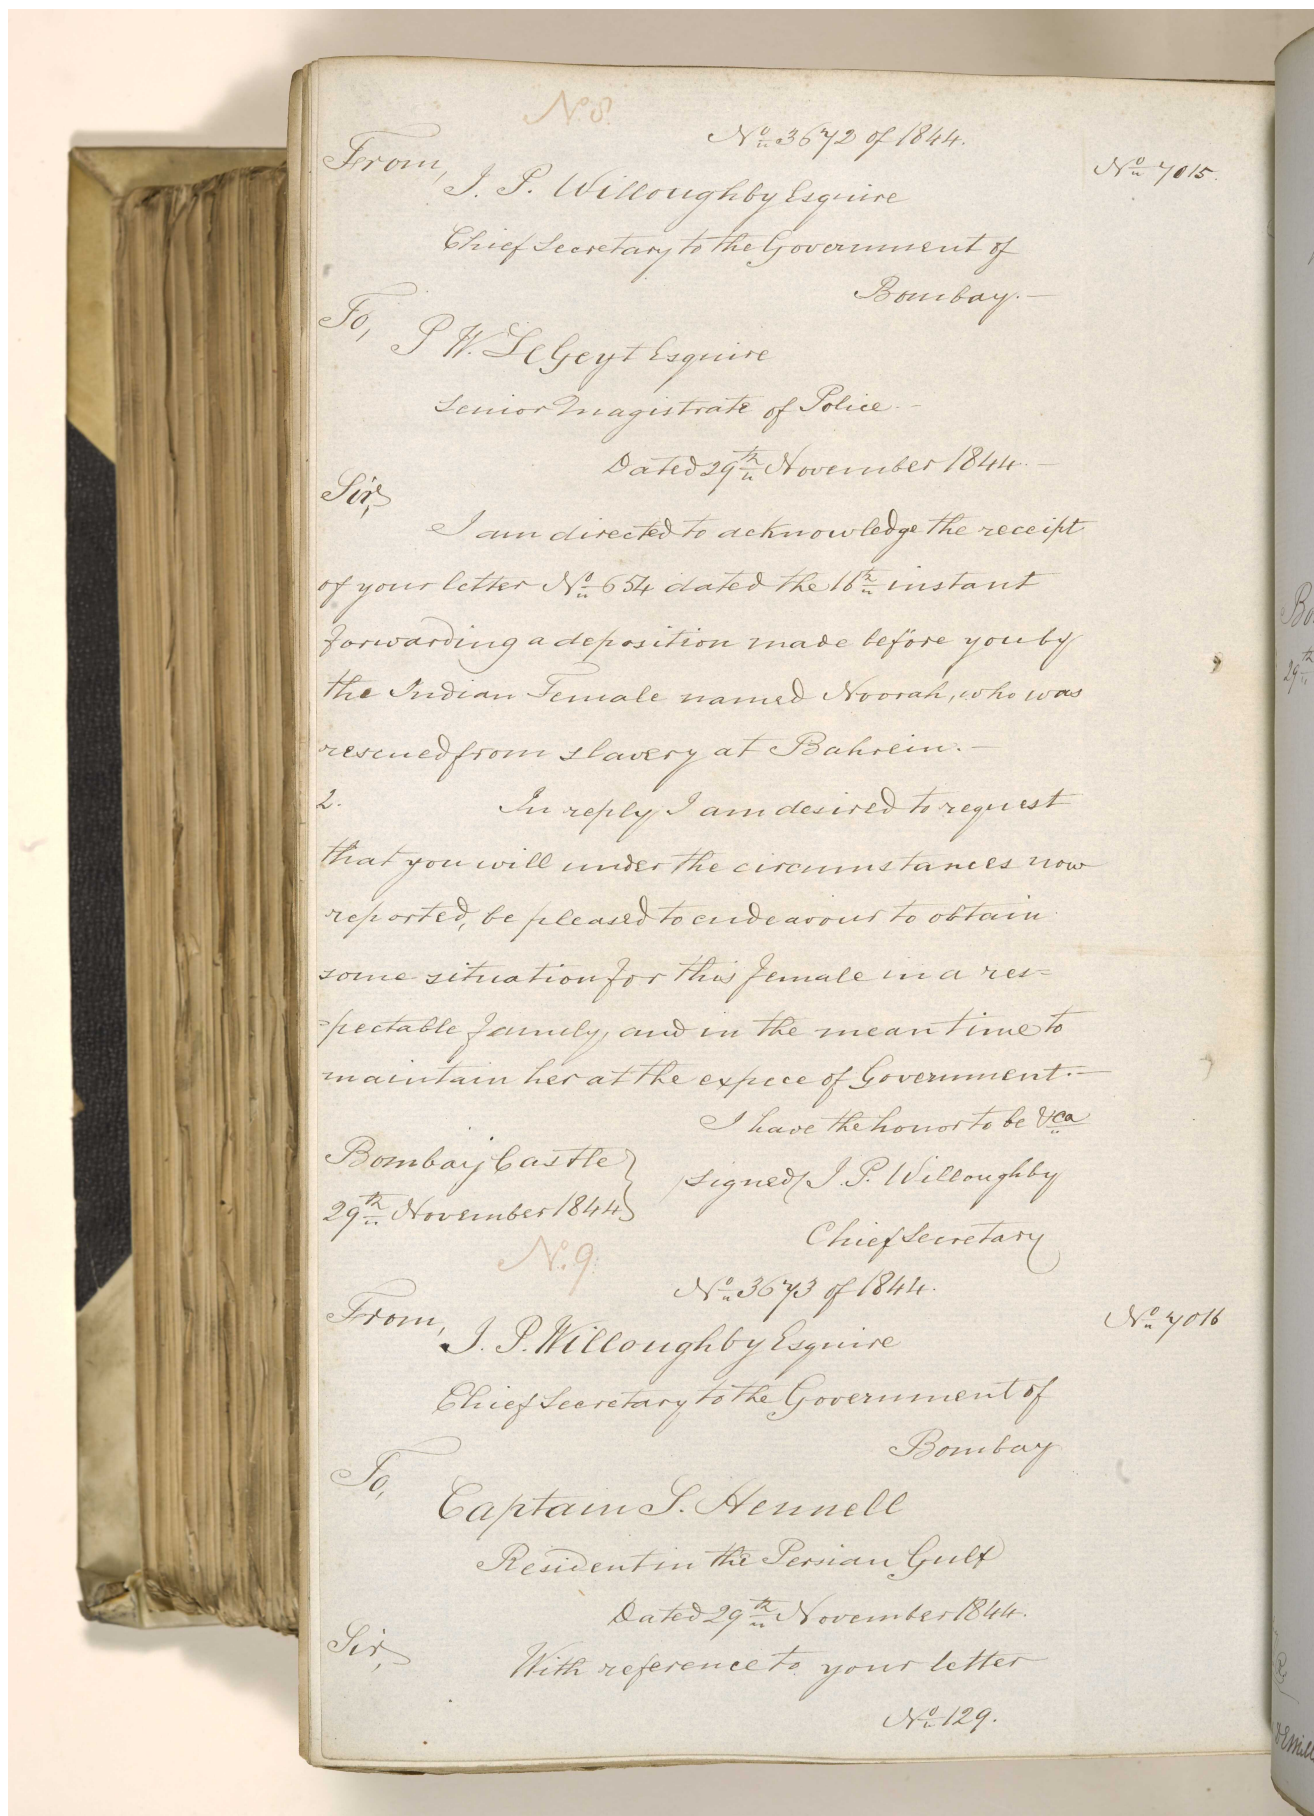 No. 8.
No. 3672 of 1844.
No. 7015.
From,
J. P. Willoughby Esquire
Chief Secretary to the Government of
Bombay.—
To,
P W. LeGeyt Esquire
Senior Magistrate of Police.—
Dated 29th November 1844.—
Sir,
I am directed to acknowledge the receipt
of your letter No. 654 dated the 16th instant
forwarding a deposition made before you by
the Indian Female named Noorah, who was
rescued from slavery at Bahrein.—
2. In reply I am desired to request
that you will under the circumstances now
reported, be pleased to endeavour to obtain
some situation for this female in a res=
=pectable family, and in the mean time to
maintain her at the expece of Government.—
I have the honor to be &ca
Bombay Castle
signed/ J. P. Willoughby
29th November 1844
Chief Secretary
No. 9.
No. 3673 of 1844.
No. 7016
From,
J. P. Willoughby Esquire
Chief Secretary to the Government of
Bombay
To,
Captain S. Hennell
Resident in the Persian Gulf
Dated 29th November 1844.
Sir,
With reference to your letter
No. 129.
29th